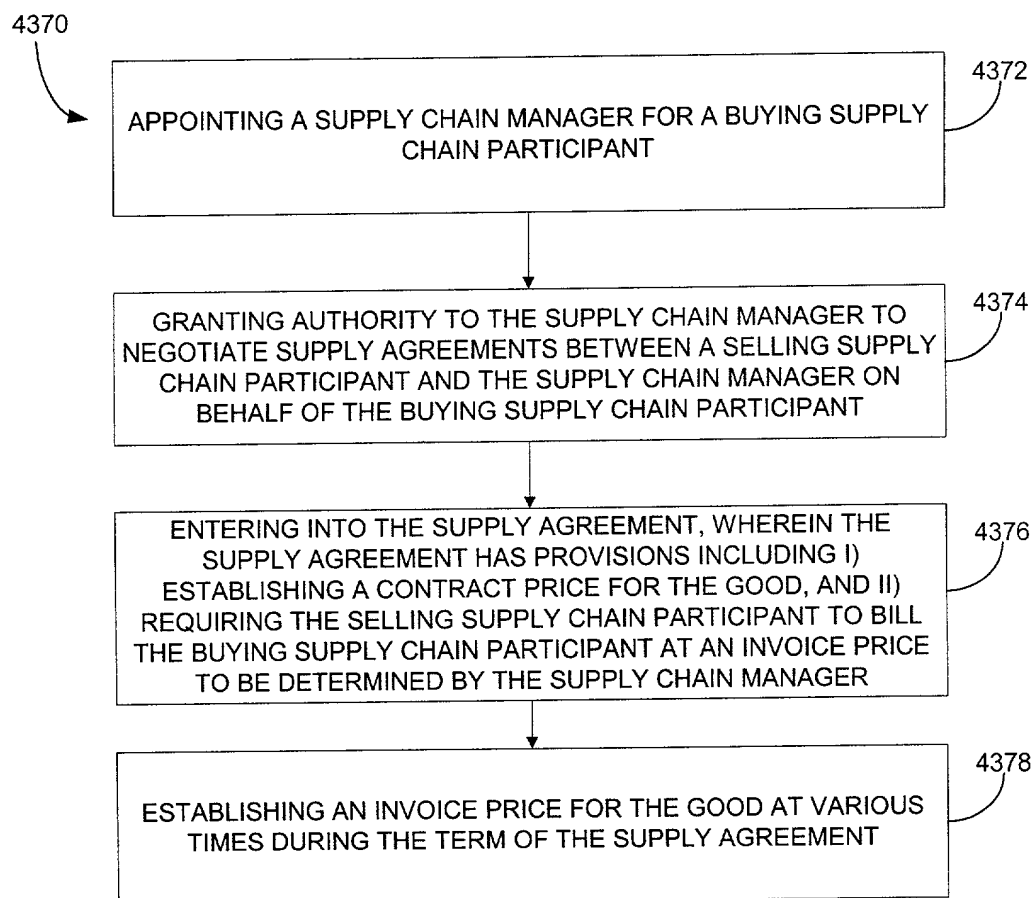 4370
4372
APPOINTING A SUPPLY CHAIN MANAGER FOR A BUYING SUPPLY
CHAIN PARTICIPANT
4374
GRANTING AUTHORITY TO THE SUPPLY CHAIN MANAGER TO
NEGOTIATE SUPPLY AGREEMENTS BETWEEN A SELLING SUPPLY
CHAIN PARTICIPANT AND THE SUPPLY CHAIN MANAGER ON
BEHALF OF THE BUYING SUPPLY CHAIN PARTICIPANT
4376
ENTERING INTO THE SUPPLY AGREEMENT, WHEREIN THE
SUPPLY AGREEMENT HAS PROVISIONS INCLUDING I)
ESTABLISHING A CONTRACT PRICE FOR THE GOOD, AND II)
REQUIRING THE SELLING SUPPLY CHAIN PARTICIPANT TO BILL
THE BUYING SUPPLY CHAIN PARTICIPANT AT AN INVOICE PRICE
TO BE DETERMINED BY THE SUPPLY CHAIN MANAGER
4378
ESTABLISHING AN INVOICE PRICE FOR THE GOOD AT VARIOUS
TIMES DURING THE TERM OF THE SUPPLY AGREEMENT